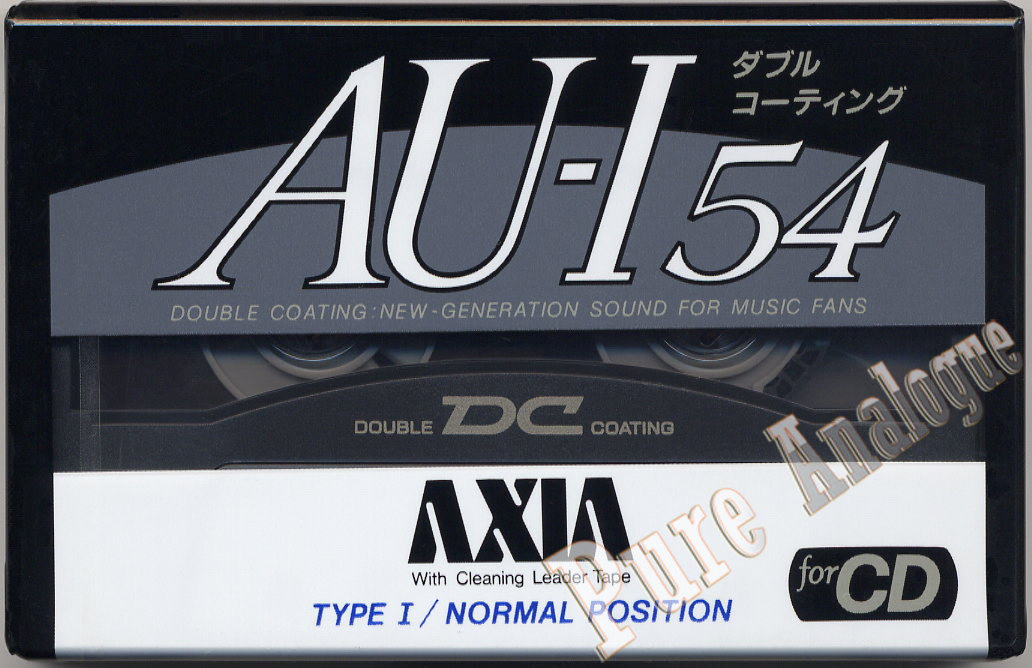 AU-I 54
ダブル
コーティング
DOUBLE COATING:NEW-GENERATION SOUND FOR MUSIC FANS
DOUBLE DC COATING
AXIA
With Cleaning Leader Tape
TYPE I/NORMAL POSITION
for CD
Pure Analogue